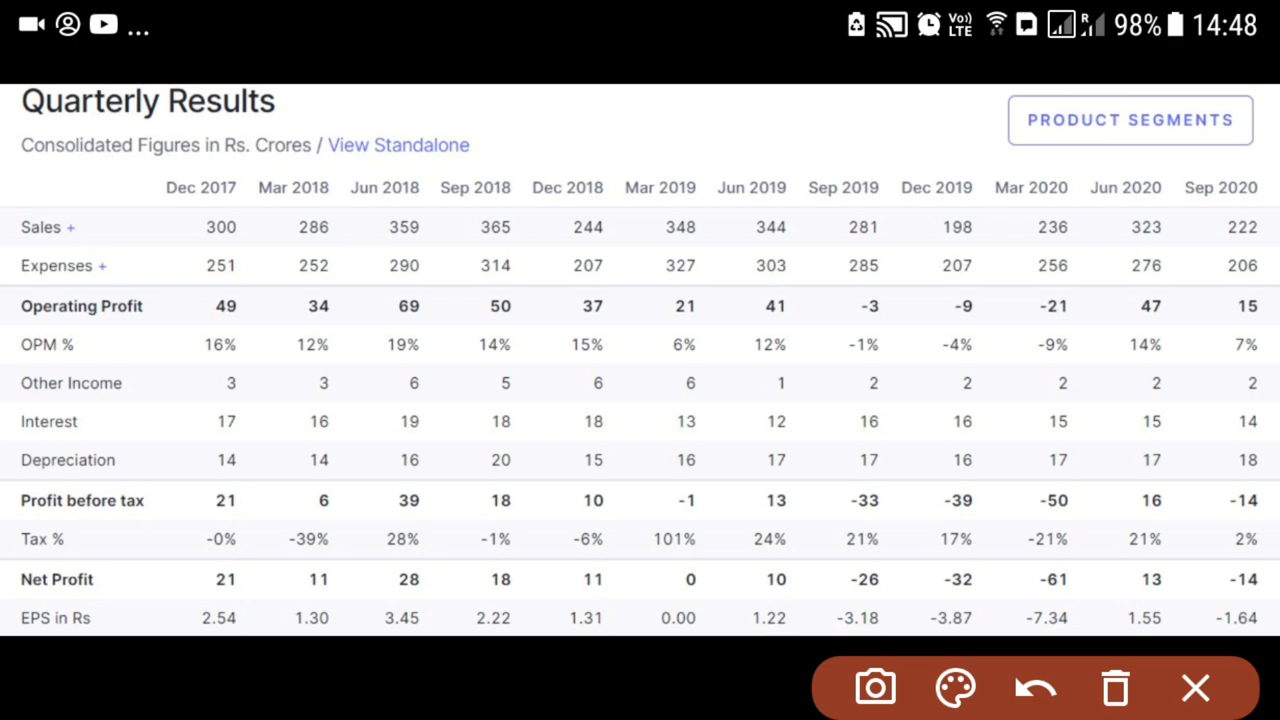 ... Vo)) LTE R 98% 14:48
Quarterly Results
PRODUCT SEGMENTS
Consolidated Figures in Rs. Crores / View Standalone
Dec 2017 Mar 2018 Jun 2018 Sep 2018 Dec 2018 Mar 2019 Jun 2019 Sep 2019 Dec 2019 Mar 2020 Jun 2020 Sep 2020
Sales + 300 286 359 365 244 348 344 281 198 236 323 222
Expenses + 251 252 290 314 207 327 303 285 207 256 276 206
Operating Profit 49 34 69 50 37 21 41 -3 -9 -21 47 15
OPM % 16% 12% 19% 14% 15% 6% 12% -1% -4% -9% 14% 7%
Other Income 3 3 6 5 6 6 1 2 2 2 2 2
Interest 17 16 19 18 18 13 12 16 16 15 15 14
Depreciation 14 14 16 20 15 16 17 17 16 17 17 18
Profit before tax 21 6 39 18 10 -1 13 -33 -39 -50 16 -14
Tax % -0% -39% 28% -1% -6% 101% 24% 21% 17% -21% 21% 2%
Net Profit 21 11 28 18 11 0 10 -26 -32 -61 13 -14
EPS in Rs 2.54 1.30 3.45 2.22 1.31 0.00 1.22 -3.18 -3.87 -7.34 1.55 -1.64